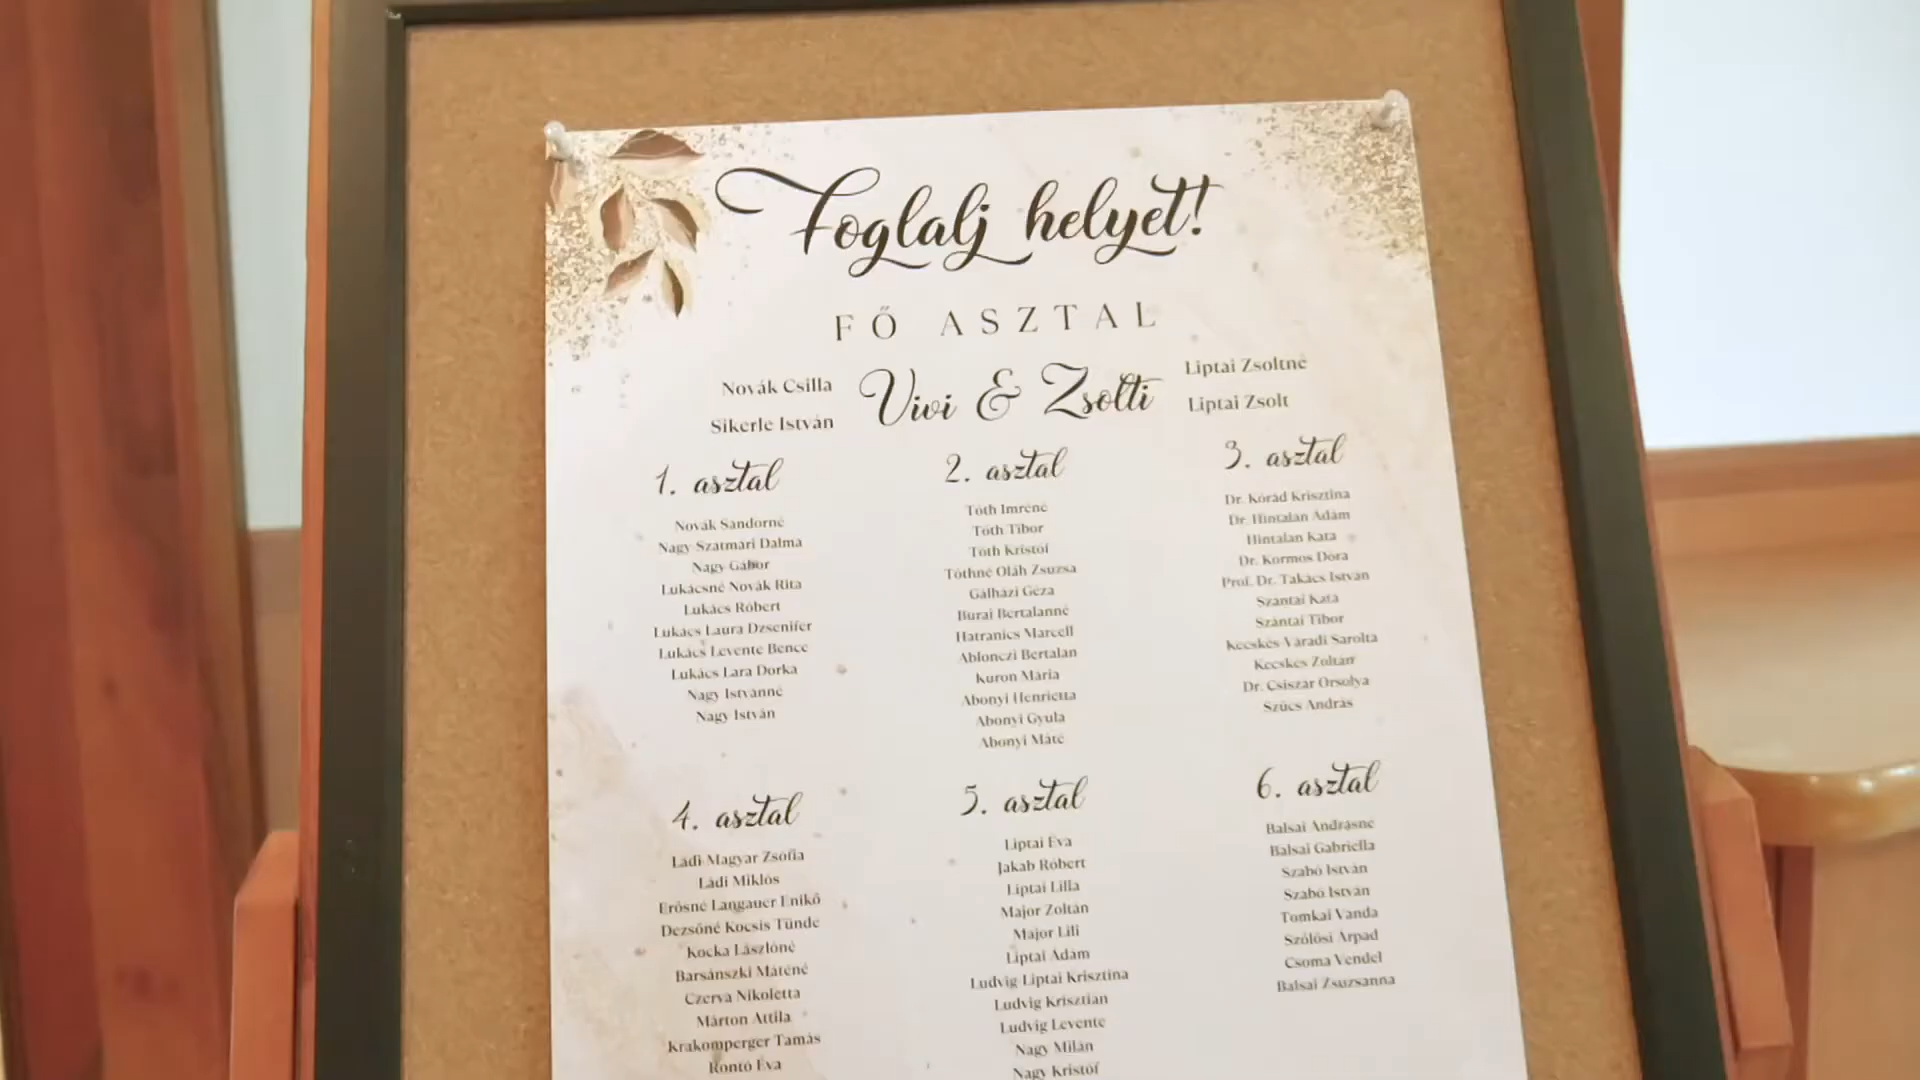 Foglalj helyet!
FŐ ASZTAL
Novák Csilla
Sikerle István
Vivi & Zsolti
Liptai Zsoltné
Liptai Zsolt
1. asztal
Novák Sándorné
Nagy-Szatmári Dalma
Nagy Gábor
Lukácsné Novák Rita
Lukács Róbert
Lukács Laura Dzsenifer
Lukács Levente Bence
Lukács Lara Dorka
Nagy Istvánné
Nagy István
2. asztal
Tóth Imréné
Tóth Tibor
Tóth Kristóf
Tóthné Oláh Zsuzsa
Gálházi Géza
Burai Bertalanné
Hatranics Marcell
Ablonczi Bertalan
Kuron Mária
Abonyi Henrietta
Abonyi Gyula
Abonyi Máté
3. asztal
Dr. Kórád Krisztina
Dr. Hintalan Ádám
Hintalan Kata
Dr. Kormos Dóra
Prof. Dr. Takács István
Szántai Kata
Szántai Tibor
Kecskés-Váradi Sarolta
Kecskés Zoltán
Dr. Csiszár Orsolya
Szűcs András
4. asztal
Ládi-Magyar Zsófia
Ládi Miklós
Erősné Langauer Enikő
Dezsőné Kocsis Tünde
Kocka Lászlóné
Barsánszki Máténé
Czerva Nikoletta
Márton Attila
Krakomperger Tamás
Rontó Éva
5. asztal
Liptai Éva
Jakab Róbert
Liptai Lilla
Major Zoltán
Major Lili
Liptai Ádám
Ludvig-Liptai Krisztina
Ludvig Krisztián
Ludvig Levente
Nagy Milán
Nagy Kristóf
6. asztal
Balsai Andrásné
Balsai Gabriella
Szabó István
Szabó István
Tomkai Vanda
Szőlősi Árpád
Csoma Vendel
Balsai Zsuzsanna